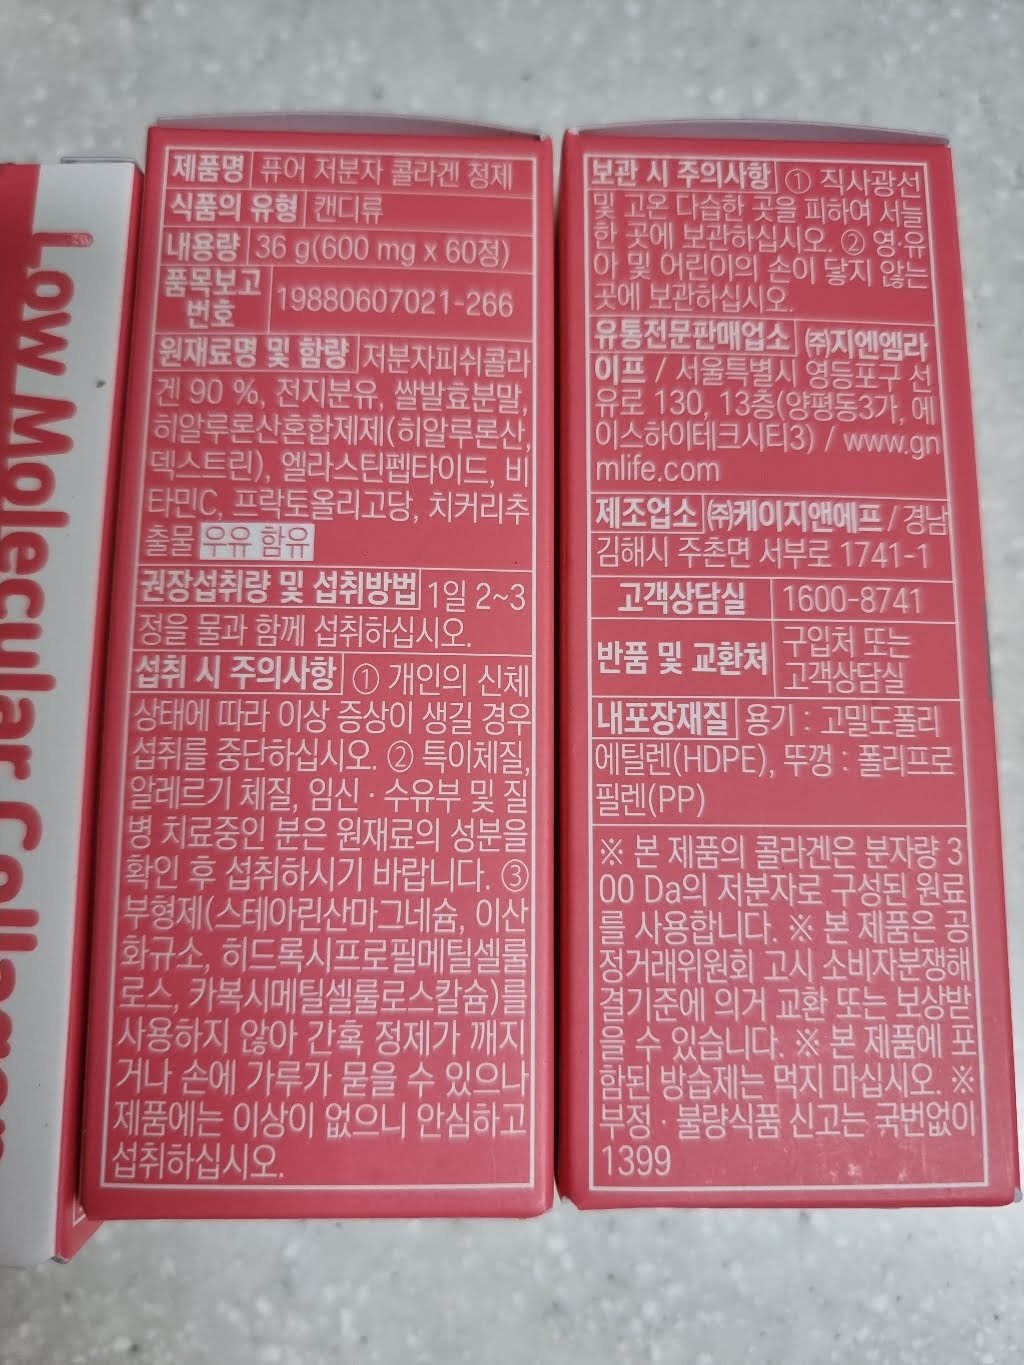 Low Molecular Collagen
제품명 퓨어 저분자 콜라겐 정제
식품의 유형 캔디류
내용량 36 g(600 mg x 60정)
품목보고
번호 19880607021-266
원재료명 및 함량 저분자피쉬콜라
겐 90 %, 전지분유, 쌀발효분말,
히알루론산혼합제제(히알루론산,
덱스트린), 엘라스틴펩타이드, 비
타민C, 프락토올리고당, 치커리추
출물 우유 함유
권장섭취량 및 섭취방법 1일 2~3
정을 물과 함께 섭취하십시오.
섭취 시 주의사항 ① 개인의 신체
상태에 따라 이상 증상이 생길 경우
섭취를 중단하십시오. ② 특이체질,
알레르기 체질, 임신 · 수유부 및 질
병 치료중인 분은 원재료의 성분을
확인 후 섭취하시기 바랍니다. ③
부형제(스테아린산마그네슘, 이산
화규소, 히드록시프로필메틸셀룰
로스, 카복시메틸셀룰로스칼슘)를
사용하지 않아 간혹 정제가 깨지
거나 손에 가루가 묻을 수 있으나
제품에는 이상이 없으니 안심하고
섭취하십시오.
보관 시 주의사항 ① 직사광선
및 고온 다습한 곳을 피하여 서늘
한 곳에 보관하십시오. ② 영·유
아 및 어린이의 손이 닿지 않는
곳에 보관하십시오.
유통전문판매업소 ㈜지엔엠라
이프 / 서울특별시 영등포구 선
유로 130, 13층(양평동3가, 에
이스하이테크시티3) / www.gn
mlife.com
제조업소 ㈜케이지앤에프 / 경남
김해시 주촌면 서부로 1741-1
고객상담실 1600-8741
반품 및 교환처 구입처 또는
고객상담실
내포장재질 용기 : 고밀도폴리
에틸렌(HDPE), 뚜껑 : 폴리프로
필렌(PP)
※ 본 제품의 콜라겐은 분자량 3
00 Da의 저분자로 구성된 원료
를 사용합니다. ※ 본 제품은 공
정거래위원회 고시 소비자분쟁해
결기준에 의거 교환 또는 보상받
을 수 있습니다. ※ 본 제품에 포
함된 방습제는 먹지 마십시오. ※
부정 · 불량식품 신고는 국번없이
1399